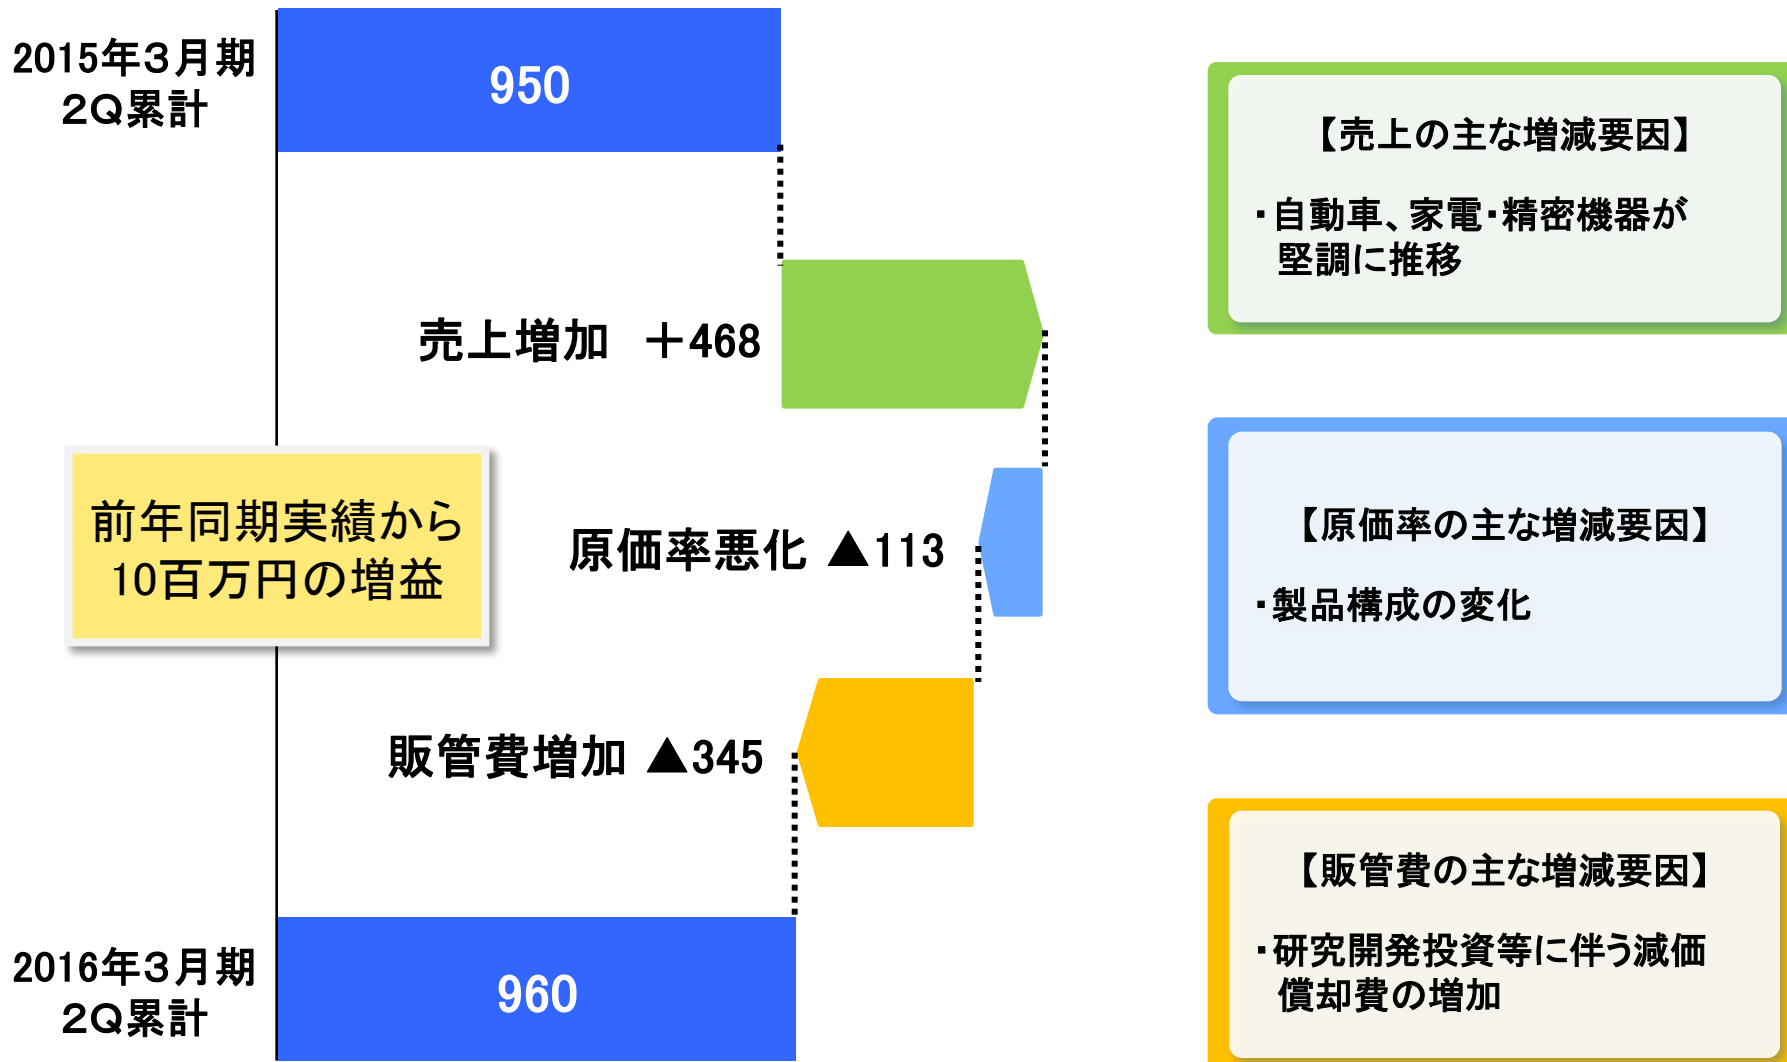 2015年3月期
2Q累計
950
売上増加 ＋468
前年同期実績から
10百万円の増益
原価率悪化 ▲113
販管費増加 ▲345
2016年3月期
2Q累計
960
【売上の主な増減要因】
・自動車、家電・精密機器が
堅調に推移
【原価率の主な増減要因】
・製品構成の変化
【販管費の主な増減要因】
・研究開発投資等に伴う減価
償却費の増加